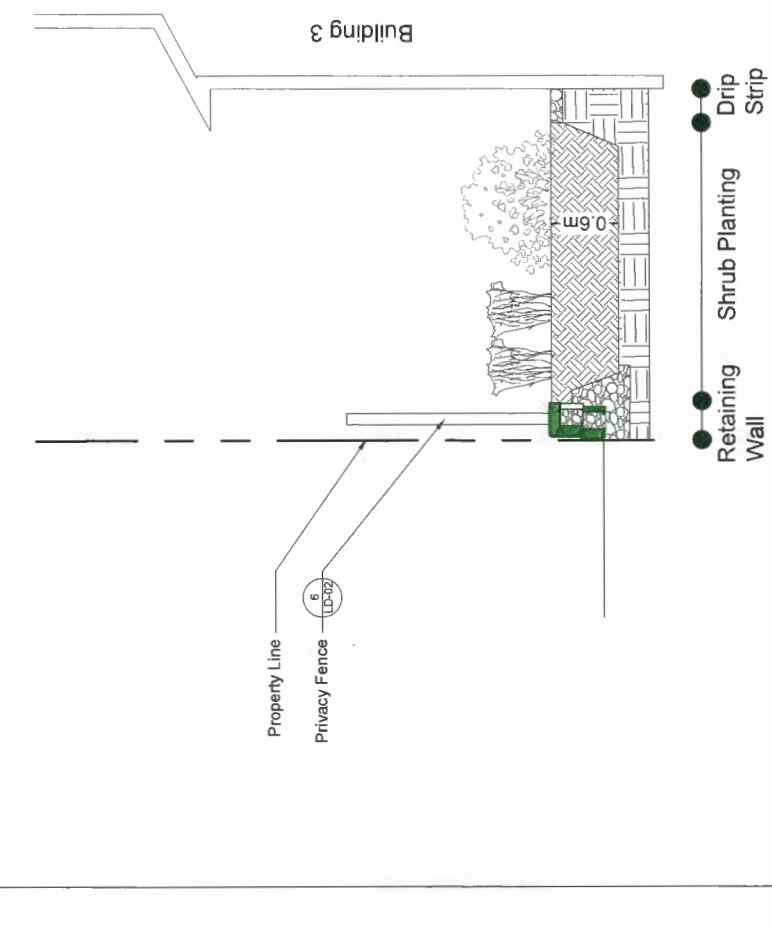 Building 3
0.6m
Property Line
6
LD-02
Privacy Fence
Retaining
Wall
Shrub Planting
Drip
Strip